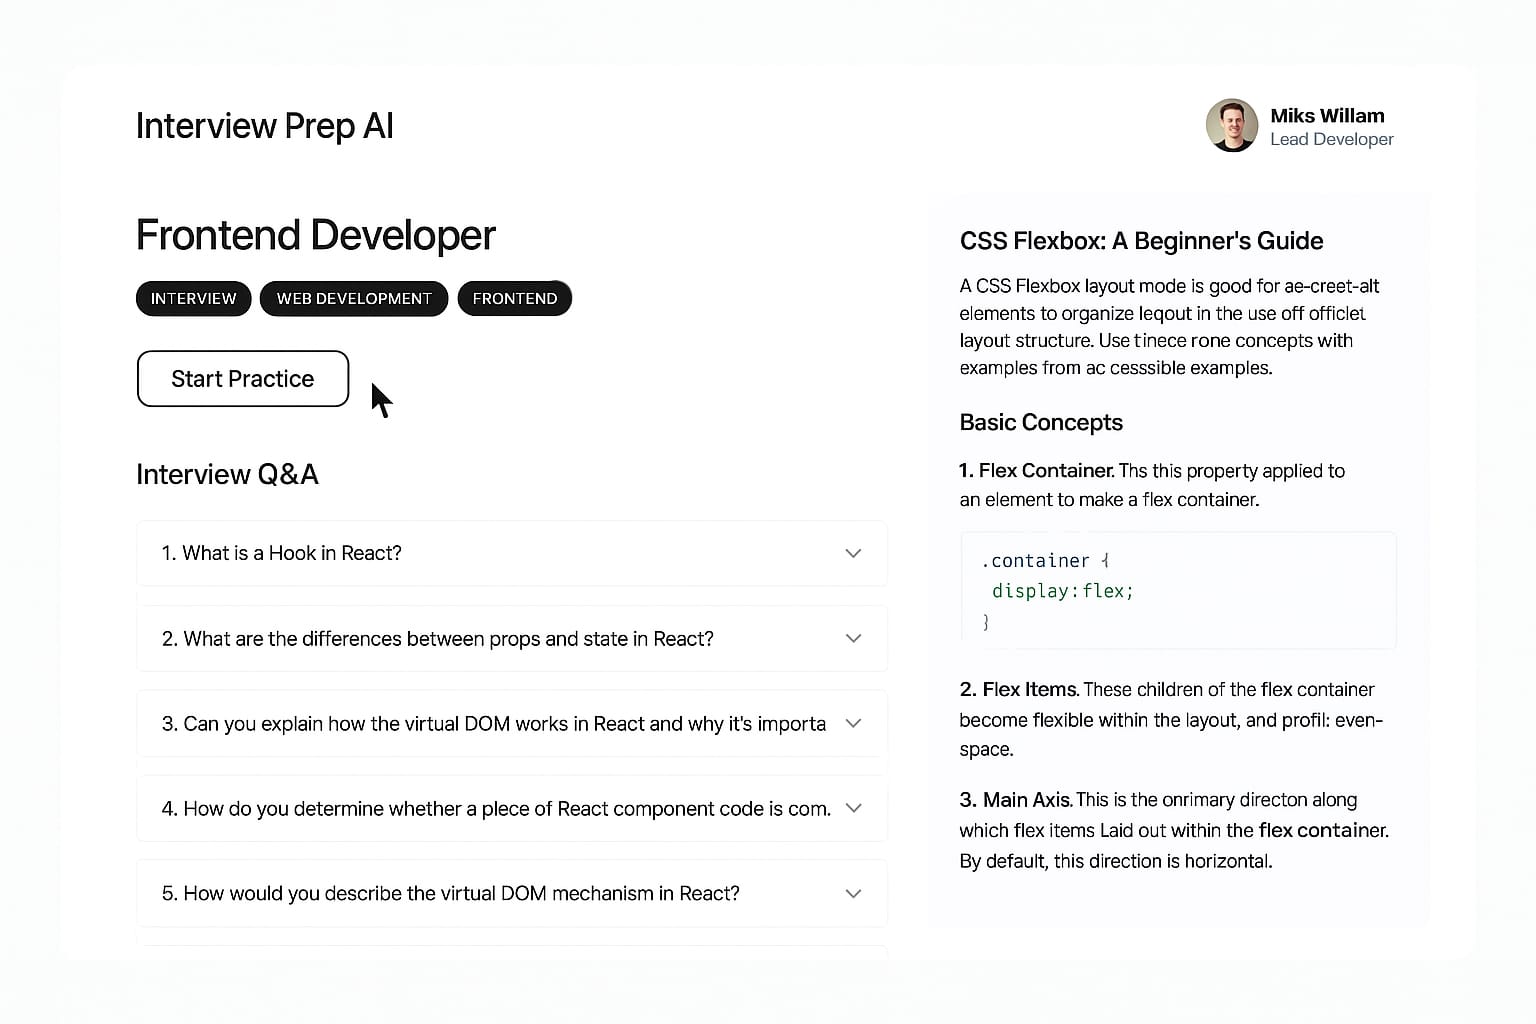 Interview Prep AI
Miks Willam
Lead Developer
Frontend Developer
INTERVIEW
WEB DEVELOPMENT
FRONTEND
Start Practice
Interview Q&A
1. What is a Hook in React?
2. What are the differences between props and state in React?
3. Can you explain how the virtual DOM works in React and why it's importa
4. How do you determine whether a plece of React component code is com.
5. How would you describe the virtual DOM mechanism in React?
CSS Flexbox: A Beginner's Guide
A CSS Flexbox layout mode is good for ae-creet-alt
elements to organize leqout in the use off officlet
layout structure. Use tinece rone concepts with
examples from ac cesssible examples.
Basic Concepts
1. Flex Container. Ths this property applied to
an element to make a flex container.
.container {
display:flex;
}
2. Flex Items. These children of the flex container
become flexible within the layout, and profil: even-
space.
3. Main Axis. This is the onrimary directon along
which flex items Laid out within the flex container.
By default, this direction is horizontal.